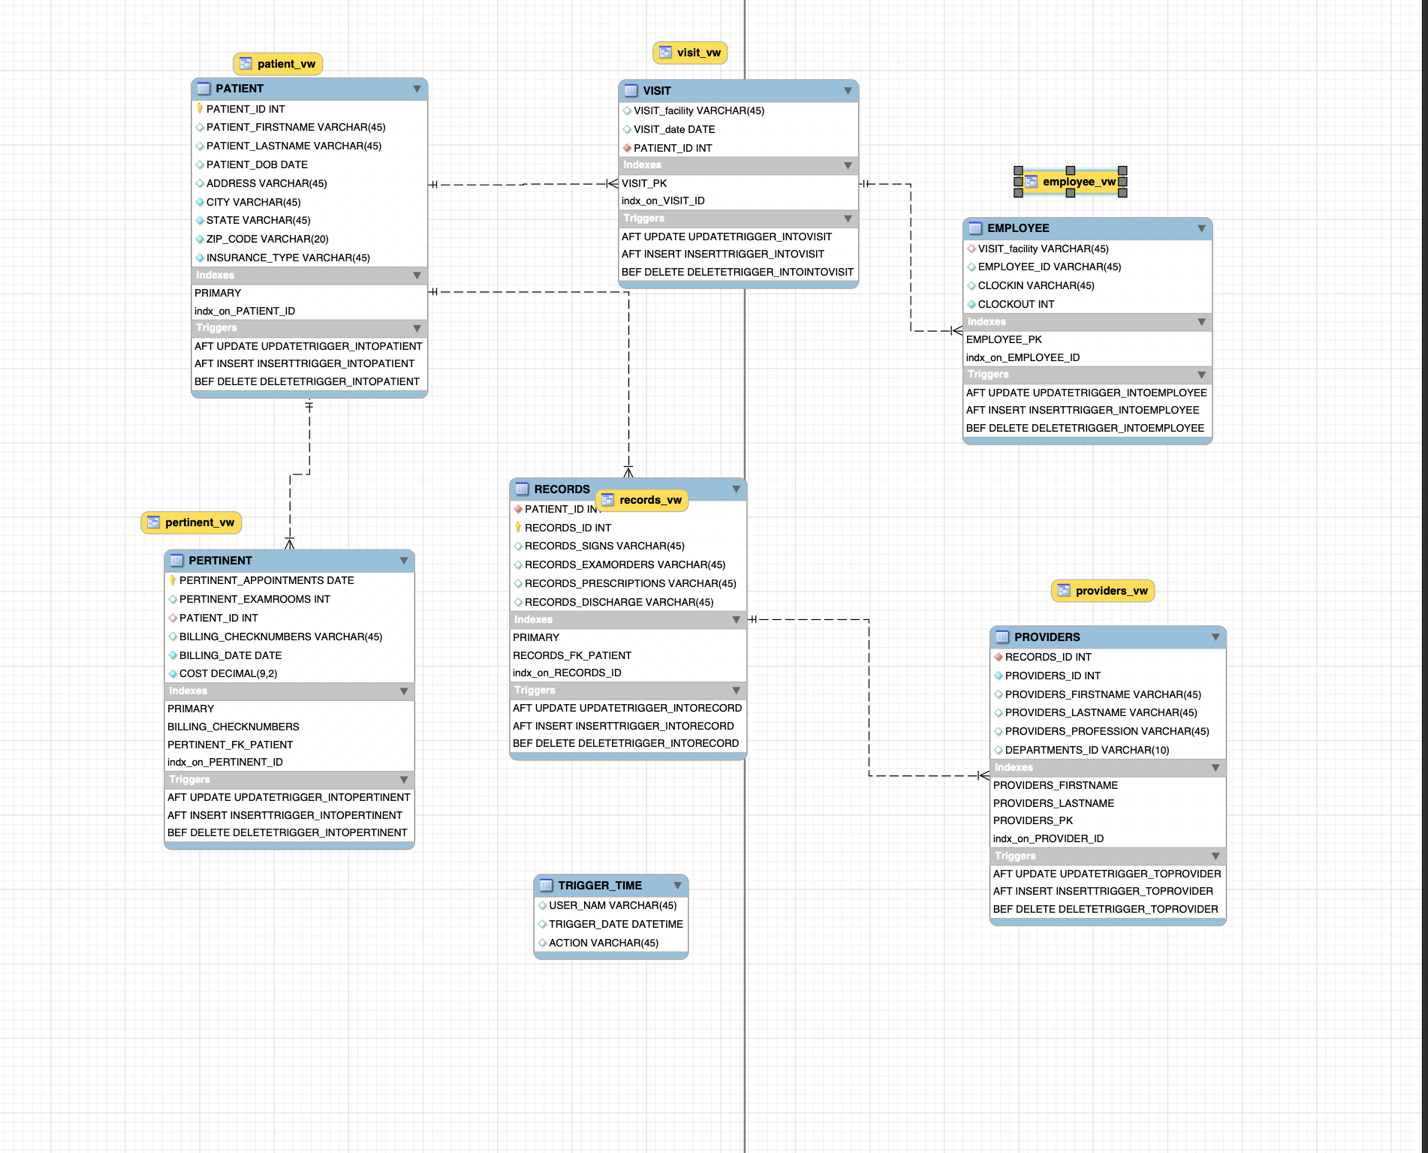 patient_vw
PATIENT
PATIENT_ID INT
PATIENT_FIRSTNAME VARCHAR(45)
PATIENT_LASTNAME VARCHAR(45)
PATIENT_DOB DATE
ADDRESS VARCHAR(45)
CITY VARCHAR(45)
STATE VARCHAR(45)
ZIP_CODE VARCHAR(20)
INSURANCE_TYPE VARCHAR(45)
Indexes
PRIMARY
indx_on_PATIENT_ID
Triggers
AFT UPDATE UPDATETRIGGER_INTOPATIENT
AFT INSERT INSERTTRIGGER_INTOPATIENT
BEF DELETE DELETETRIGGER_INTOPATIENT
visit_vw
VISIT
VISIT_facility VARCHAR(45)
VISIT_date DATE
PATIENT_ID INT
Indexes
VISIT_PK
indx_on_VISIT_ID
Triggers
AFT UPDATE UPDATETRIGGER_INTOVISIT
AFT INSERT INSERTTRIGGER_INTOVISIT
BEF DELETE DELETETRIGGER_INTOINTOVISIT
employee_vw
EMPLOYEE
VISIT_facility VARCHAR(45)
EMPLOYEE_ID VARCHAR(45)
CLOCKIN VARCHAR(45)
CLOCKOUT INT
Indexes
EMPLOYEE_PK
indx_on_EMPLOYEE_ID
Triggers
AFT UPDATE UPDATETRIGGER_INTOEMPLOYEE
AFT INSERT INSERTTRIGGER_INTOEMPLOYEE
BEF DELETE DELETETRIGGER_INTOEMPLOYEE
pertinent_vw
PERTINENT
PERTINENT_APPOINTMENTS DATE
PERTINENT_EXAMROOMS INT
PATIENT_ID INT
BILLING_CHECKNUMBERS VARCHAR(45)
BILLING_DATE DATE
COST DECIMAL(9,2)
Indexes
PRIMARY
BILLING_CHECKNUMBERS
PERTINENT_FK_PATIENT
indx_on_PERTINENT_ID
Triggers
AFT UPDATE UPDATETRIGGER_INTOPERTINENT
AFT INSERT INSERTTRIGGER_INTOPERTINENT
BEF DELETE DELETETRIGGER_INTOPERTINENT
RECORDS
records_vw
PATIENT_ID INT
RECORDS_ID INT
RECORDS_SIGNS VARCHAR(45)
RECORDS_EXAMORDERS VARCHAR(45)
RECORDS_PRESCRIPTIONS VARCHAR(45)
RECORDS_DISCHARGE VARCHAR(45)
Indexes
PRIMARY
RECORDS_FK_PATIENT
indx_on_RECORDS_ID
Triggers
AFT UPDATE UPDATETRIGGER_INTORECORD
AFT INSERT INSERTTRIGGER_INTORECORD
BEF DELETE DELETETRIGGER_INTORECORD
providers_vw
PROVIDERS
RECORDS_ID INT
PROVIDERS_ID INT
PROVIDERS_FIRSTNAME VARCHAR(45)
PROVIDERS_LASTNAME VARCHAR(45)
PROVIDERS_PROFESSION VARCHAR(45)
DEPARTMENTS_ID VARCHAR(10)
Indexes
PROVIDERS_FIRSTNAME
PROVIDERS_LASTNAME
PROVIDERS_PK
indx_on_PROVIDER_ID
Triggers
AFT UPDATE UPDATETRIGGER_TOPROVIDER
AFT INSERT INSERTTRIGGER_TOPROVIDER
BEF DELETE DELETETRIGGER_TOPROVIDER
TRIGGER_TIME
USER_NAM VARCHAR(45)
TRIGGER_DATE DATETIME
ACTION VARCHAR(45)